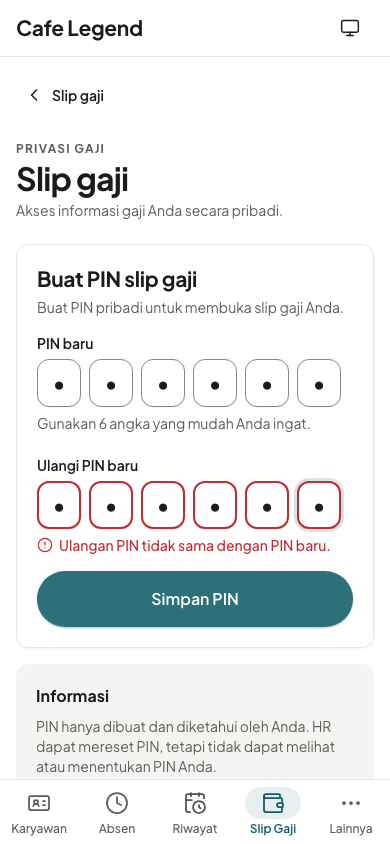 Cafe Legend
Slip gaji
PRIVASI GAJI
Slip gaji
Akses informasi gaji Anda secara pribadi.
Buat PIN slip gaji
Buat PIN pribadi untuk membuka slip gaji Anda.
PIN baru
Gunakan 6 angka yang mudah Anda ingat.
Ulangi PIN baru
Ulangan PIN tidak sama dengan PIN baru.
Simpan PIN
Informasi
PIN hanya dibuat dan diketahui oleh Anda. HR
dapat mereset PIN, tetapi tidak dapat melihat
atau menentukan PIN Anda.
Karyawan
Absen
Riwayat
Slip Gaji
Lainnya